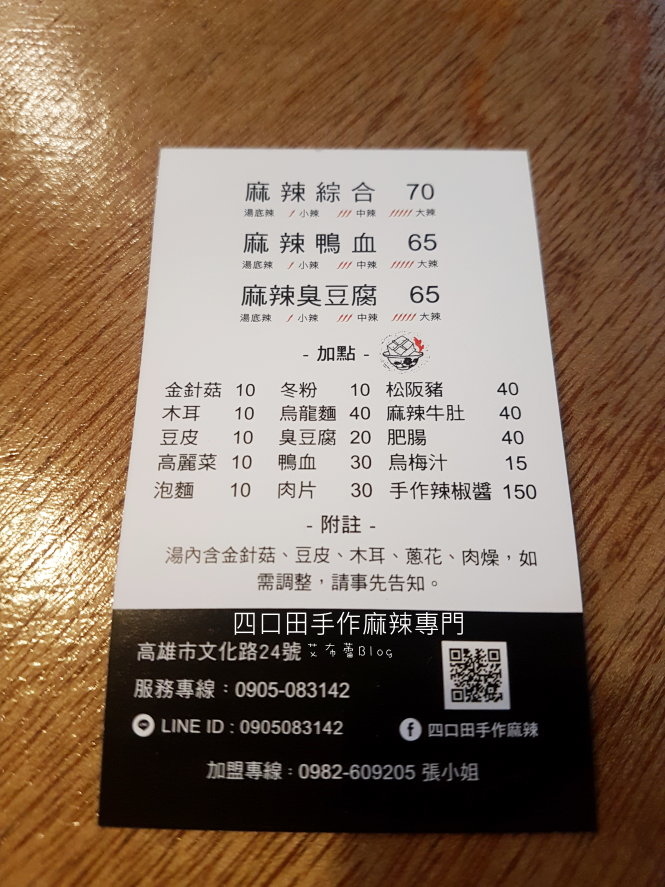 麻辣綜合 70
湯底辣 小辣 中辣 大辣
麻辣鴨血 65
湯底辣 小辣 中辣 大辣
麻辣臭豆腐 65
湯底辣 小辣 中辣 大辣
- 加點 -
金針菇 10 冬粉 10 松阪豬 40
木耳 10 烏龍麵 40 麻辣牛肚 40
豆皮 10 臭豆腐 20 肥腸 40
高麗菜 10 鴨血 30 烏梅汁 15
泡麵 10 肉片 30 手作辣椒醬 150
- 附註 -
湯內含金針菇、豆皮、木耳、蔥花、肉燥，如
需調整，請事先告知。
四口田手作麻辣專門
高雄市文化路24號 艾布蕾Blog
服務專線：0905-083142
LINE ID : 0905083142 四口田手作麻辣
加盟專線：0982-609205 張小姐